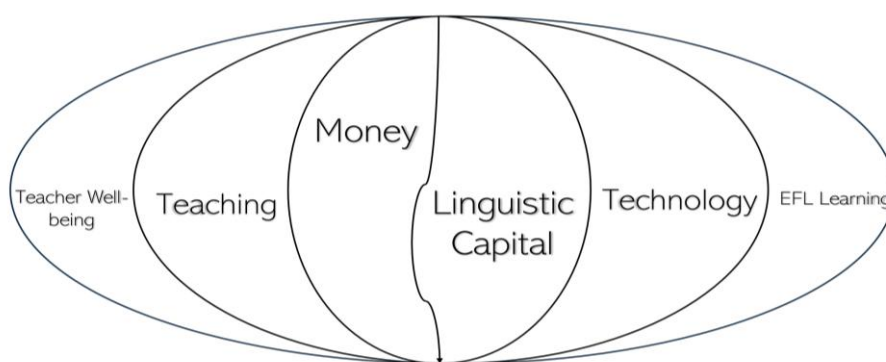 Money
Teacher Well-
being
Teaching
Linguistic
Capital
Technology
EFL Learning